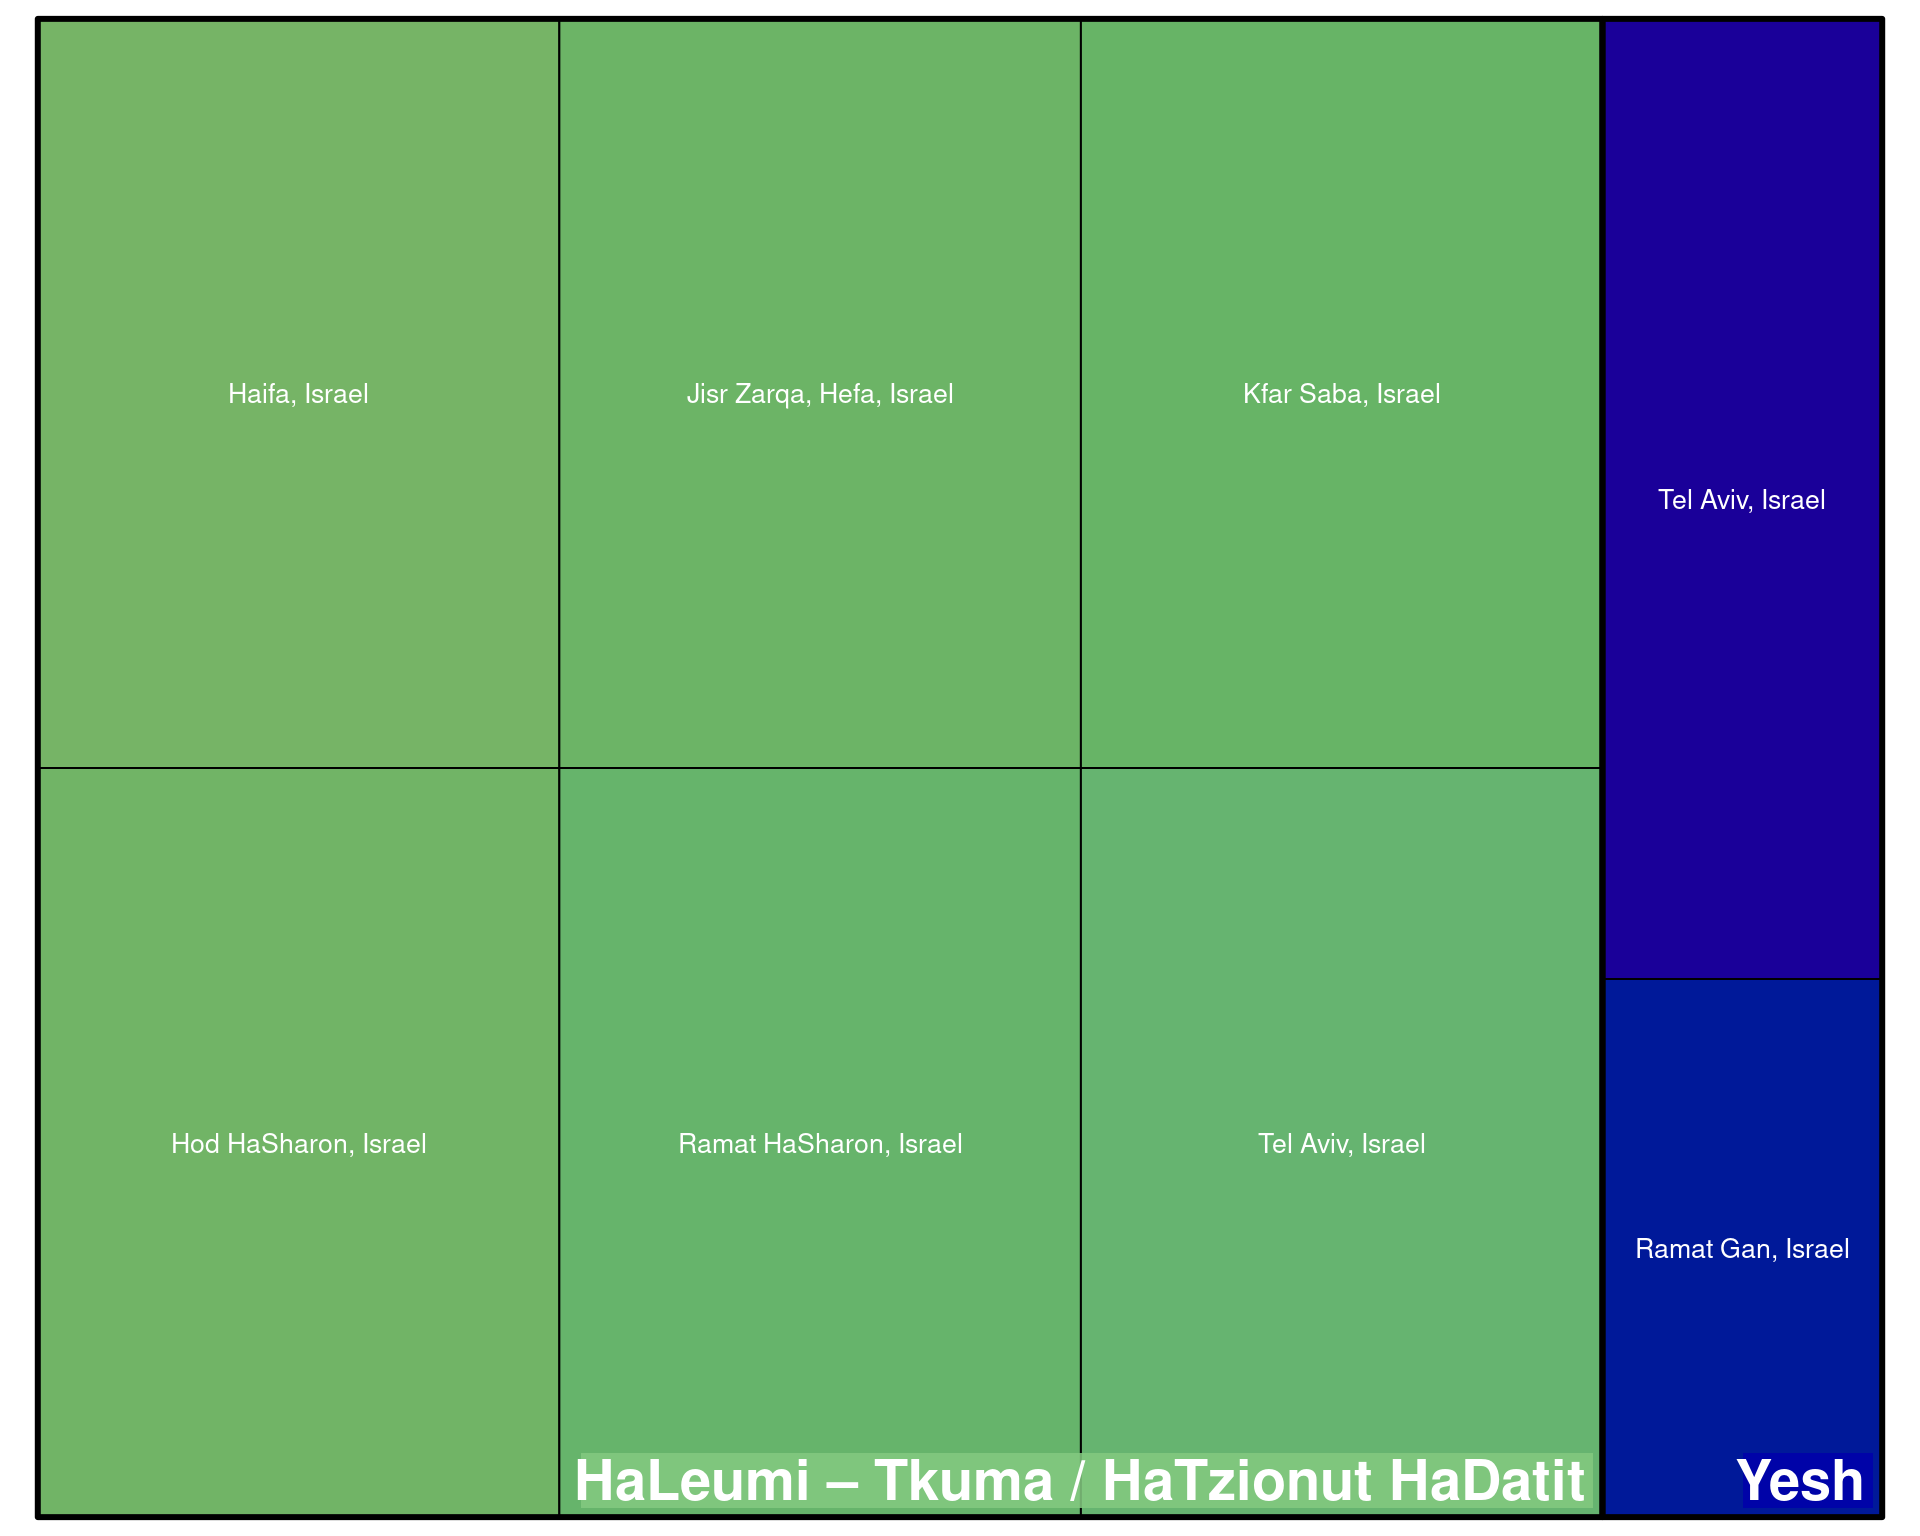 Haifa, Israel
Jisr Zarqa, Hefa, Israel
Kfar Saba, Israel
Tel Aviv, Israel
Hod HaSharon, Israel
Ramat HaSharon, Israel
Tel Aviv, Israel
Ramat Gan, Israel
HaLeumi – Tkuma / HaTzionut HaDatit
Yesh